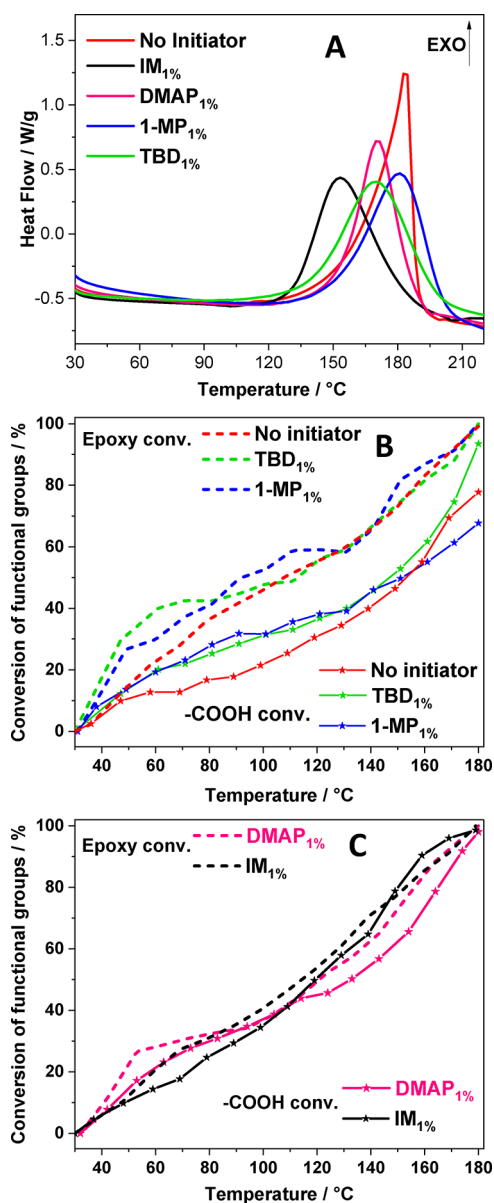 A
EXO
No Initiator
IM1%
DMAP1%
1-MP1%
TBD1%
Heat Flow / W/g
1.5
1.0
0.5
0.0
-0.5
30 60 90 120 150 180 210
Temperature / °C
B
Epoxy conv.
No initiator
TBD1%
1-MP1%
Conversion of functional groups / %
100
80
60
40
20
0
-COOH conv.
No initiator
TBD1%
1-MP1%
40 60 80 100 120 140 160 180
Temperature / °C
C
Epoxy conv.
DMAP1%
IM1%
Conversion of functional groups / %
100
80
60
40
20
0
-COOH conv.
DMAP1%
IM1%
40 60 80 100 120 140 160 180
Temperature / °C